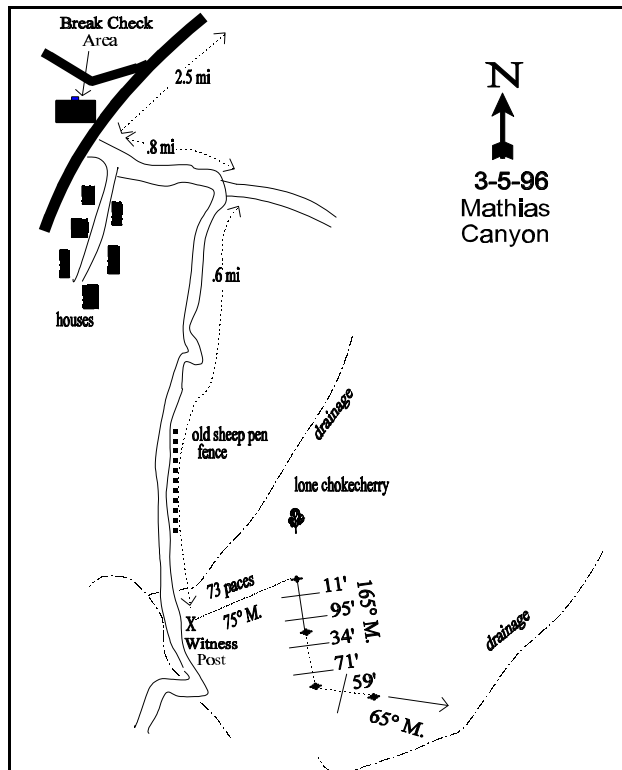 Break Check
Area
2.5 mi
N
.8 mi
3-5-96
Mathias
Canyon
.6 mi
houses
drainage
old sheep pen
fence
lone chokecherry
73 paces
75° M.
11'
165° M.
95'
X
Witness
Post
34'
71'
59'
65° M.
drainage